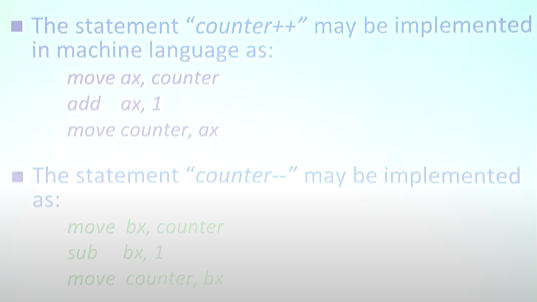 ■ The statement “counter++” may be implemented
in machine language as:
move ax, counter
add ax, 1
move counter, ax
■ The statement “counter--” may be implemented
as:
move bx, counter
sub bx, 1
move counter, bx